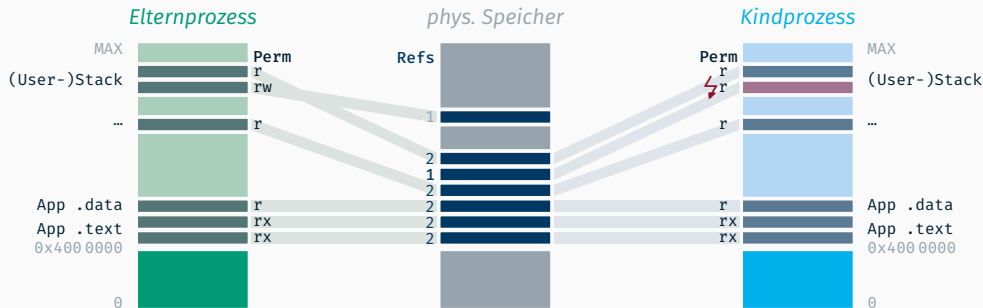 Elternprozess
phys. Speicher
Kindprozess
MAX
Perm
Refs
Perm
MAX
r
r
(User-)Stack
rw
r
(User-)Stack
1
…
r
r
…
2
1
2
App .data
r
2
r
App .data
rx
2
rx
App .text
rx
2
rx
App .text
0x400 0000
0x400 0000
0
0